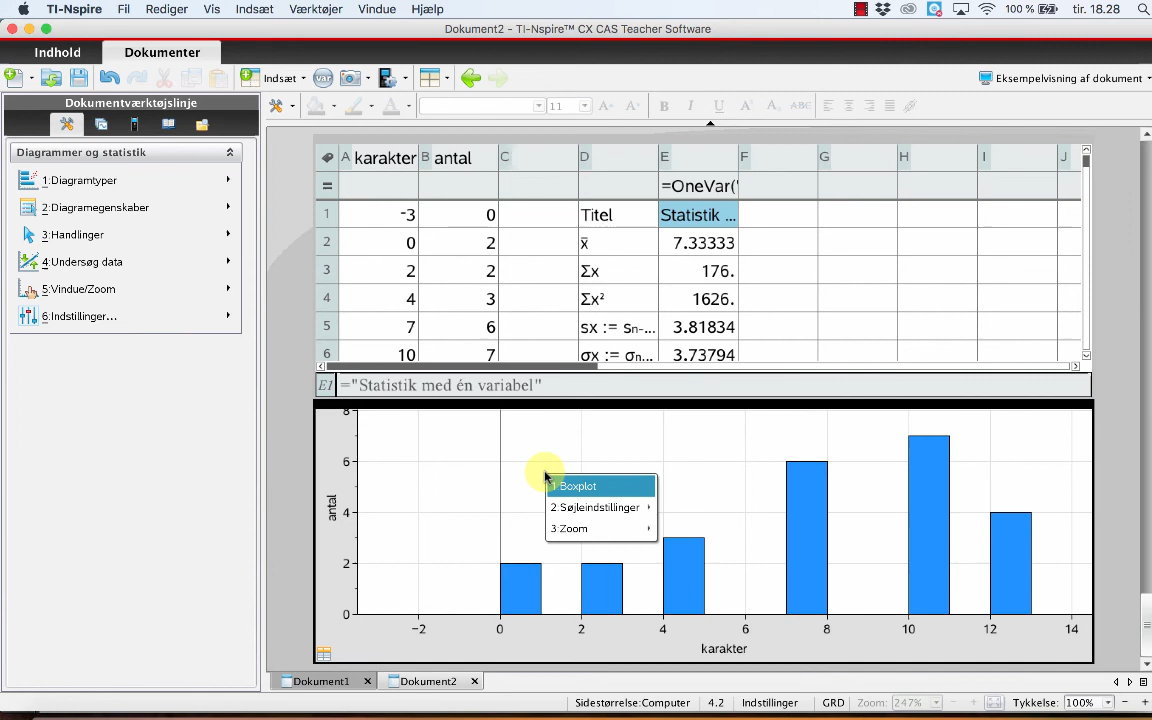 TI-Nspire Fil Rediger Vis Indsæt Værktøjer Vindue Hjælp 100 % tir. 18.28
Dokument2 - TI-Nspire™ CX CAS Teacher Software
Indhold Dokumenter
Indsæt var Eksempelvisning af dokument
Dokumentværktøjslinje
11 B I U A A ABC
Diagrammer og statistik
1:Diagramtyper
2:Diagramegenskaber
3:Handlinger
4:Undersøg data
5:Vindue/Zoom
6:Indstillinger...
A karakter B antal C D E F G H I J
= =OneVar('
1 -3 0 Titel Statistik ...
2 0 2 x̄ 7.33333
3 2 2 Σx 176.
4 4 3 Σx² 1626.
5 7 6 sx := sn-... 3.81834
6 10 7 σx := σn... 3.73794
E1 ="Statistik med én variabel"
8
6
4
2
0
antal
1:Boxplot
2:Søjleindstillinger
3:Zoom
-2 0 2 4 6 8 10 12 14
karakter
Dokument1 Dokument2
Sidestørrelse:Computer 4.2 Indstillinger GRD Zoom: 247% Tykkelse: 100%